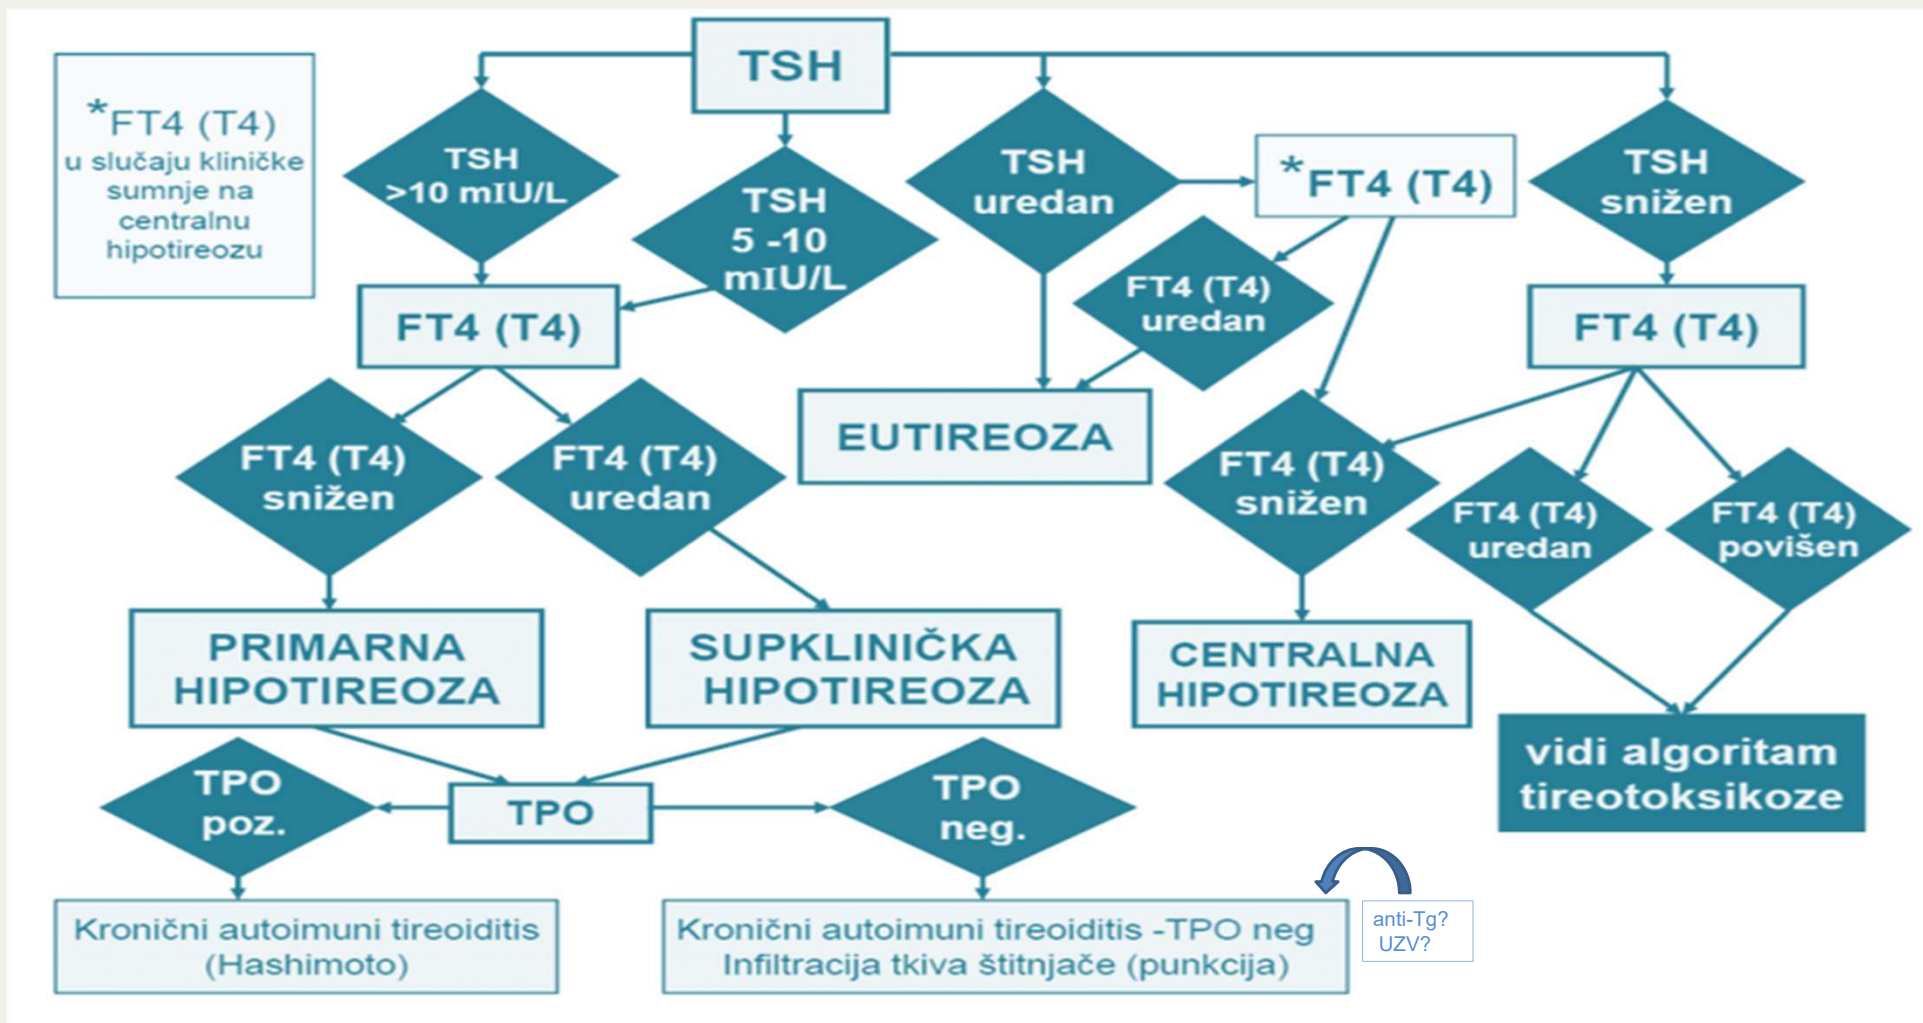 TSH
*FT4 (T4)
u slučaju kliničke
sumnje na
centralnu
hipotireozu
TSH
>10 mIU/L
TSH
5 -10
mIU/L
TSH
uredan
*FT4 (T4)
TSH
snižen
FT4 (T4)
FT4 (T4)
uredan
FT4 (T4)
EUTIREOZA
FT4 (T4)
snižen
FT4 (T4)
uredan
FT4 (T4)
snižen
FT4 (T4)
uredan
FT4 (T4)
povišen
PRIMARNA
HIPOTIREOZA
SUPKLINIČKA
HIPOTIREOZA
CENTRALNA
HIPOTIREOZA
vidi algoritam
tireotoksikoze
TPO
poz.
TPO
TPO
neg.
Kronični autoimuni tireoiditis
(Hashimoto)
Kronični autoimuni tireoiditis -TPO neg
Infiltracija tkiva štitnjače (punkcija)
anti-Tg?
UZV?